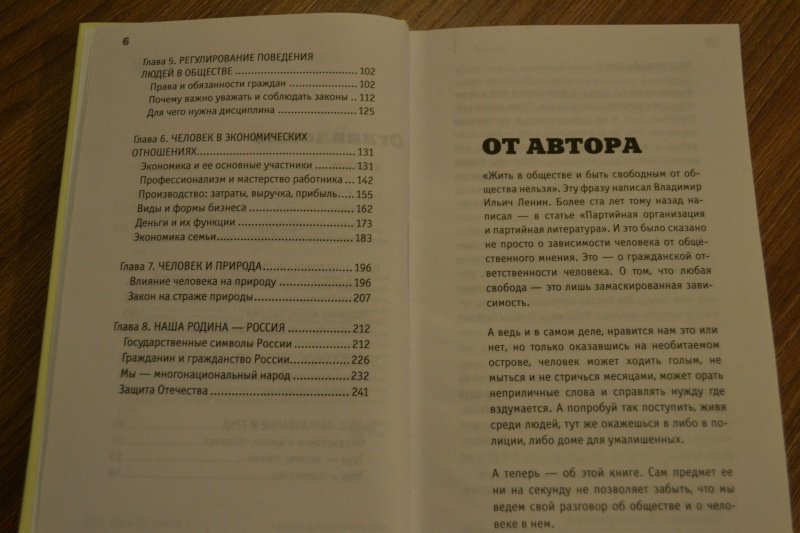 6
Глава 5. РЕГУЛИРОВАНИЕ ПОВЕДЕНИЯ
ЛЮДЕЙ В ОБЩЕСТВЕ ........................ 102
Права и обязанности граждан ............ 102
Почему важно уважать и соблюдать законы .. 112
Для чего нужна дисциплина ................ 125
Глава 6. ЧЕЛОВЕК В ЭКОНОМИЧЕСКИХ
ОТНОШЕНИЯХ................................ 131
Экономика и ее основные участники ....... 131
Профессионализм и мастерство работника .. 142
Производство: затраты, выручка, прибыль.. 155
Виды и формы бизнеса ..................... 162
Деньги и их функции ...................... 173
Экономика семьи........................... 183
Глава 7. ЧЕЛОВЕК И ПРИРОДА................ 196
Влияние человека на природу .............. 196
Закон на страже природы................... 207
Глава 8. НАША РОДИНА — РОССИЯ ............ 212
Государственные символы России ........... 212
Гражданин и гражданство России............ 226
Мы — многонациональный народ ............. 232
Защита Отечества ......................... 241
ОТ АВТОРА
«Жить в обществе и быть свободным от об-
щества нельзя». Эту фразу написал Владимир
Ильич Ленин. Более ста лет тому назад на-
писал — в статье «Партийная организация
и партийная литература». И это было сказано
не просто о зависимости человека от обще-
ственного мнения. Это — о гражданской от-
ветственности человека. О том, что любая
свобода — это лишь замаскированная зави-
симость.
А ведь и в самом деле, нравится нам это или
нет, но только оказавшись на необитаемом
острове, человек может ходить голым, не
мыться и не стричься месяцами, может орать
неприличные слова и справлять нужду где
вздумается. А попробуй так поступить, живя
среди людей, тут же окажешься в либо в по-
лиции, либо доме для умалишенных.
А теперь — об этой книге. Сам предмет ее
ни на секунду не позволяет забыть, что мы
ведем свой разговор об обществе и о чело-
веке в нем.